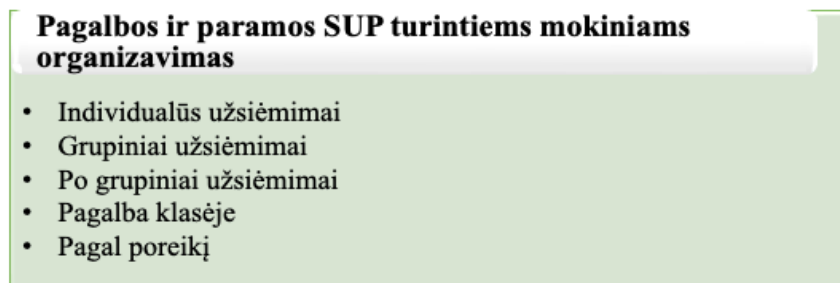 Pagalbos ir paramos SUP turintiems mokiniams
organizavimas
• Individualūs užsiėmimai
• Grupiniai užsiėmimai
• Po grupiniai užsiėmimai
• Pagalba klasėje
• Pagal poreikį